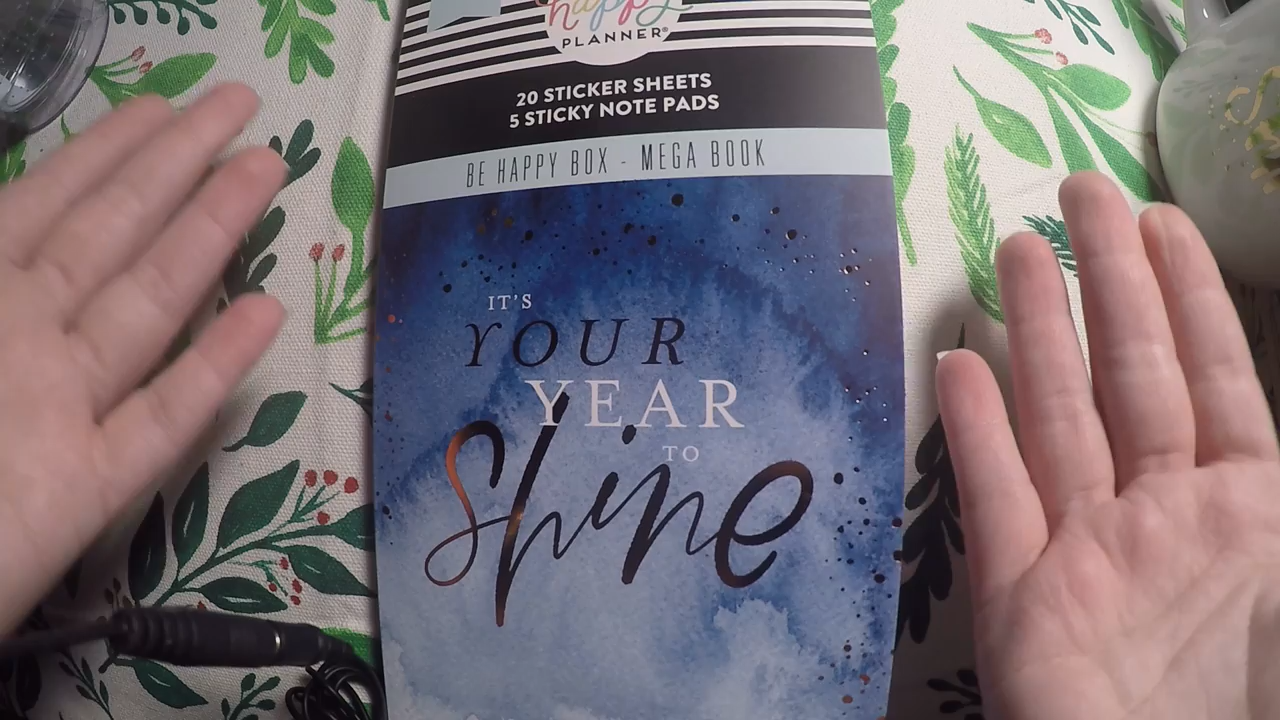 happy
PLANNER®
20 STICKER SHEETS
5 STICKY NOTE PADS
BE HAPPY BOX - MEGA BOOK
IT'S
YOUR
YEAR
TO
Shine